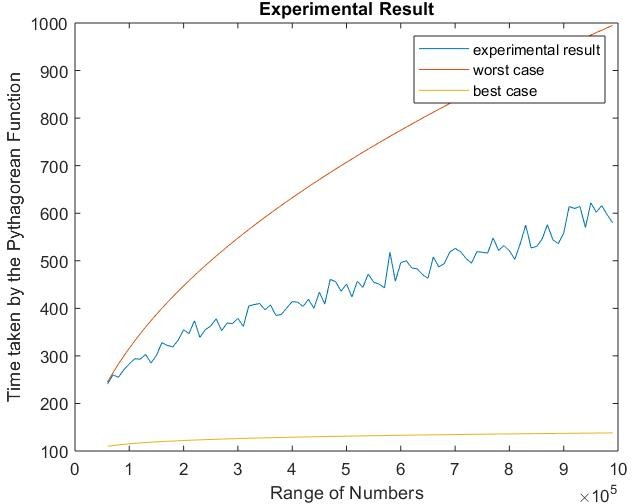 Experimental Result
Time taken by the Pythagorean Function
1000
900
800
700
600
500
400
300
200
100
experimental result
worst case
best case
0 1 2 3 4 5 6 7 8 9 10
Range of Numbers
×10^5